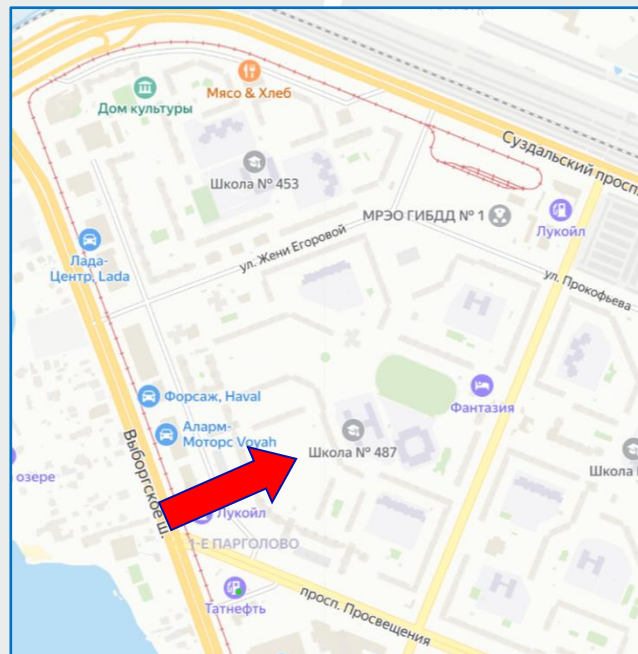 Мясо & Хлеб
Дом культуры
Суздальский просп.
Школа № 453
МРЭО ГИБДД № 1
Лукойл
ул. Жени Егоровой
Лада-
Центр, Lada
ул. Прокофьева
Форсаж, Haval
Фантазия
Аларм-
Моторс Voyah
Школа № 487
Выборгское ш.
Школа
озере
Лукойл
1-Е ПАРГОЛОВО
Татнефть
просп. Просвещения